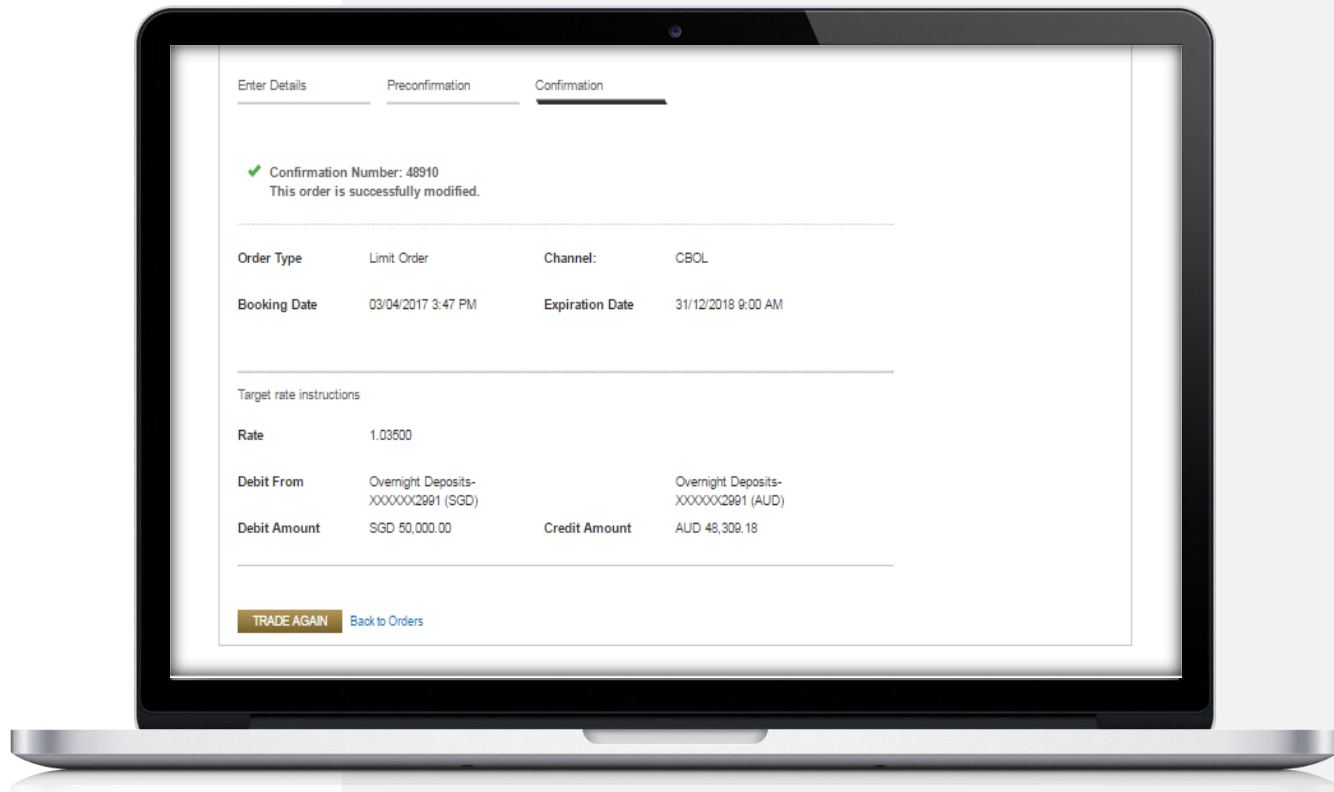 Enter Details Preconfirmation Confirmation
Confirmation Number: 48910
This order is successfully modified.
Order Type Limit Order Channel: CBOL
Booking Date 03/04/2017 3:47 PM Expiration Date 31/12/2018 9:00 AM
Target rate instructions
Rate 1.03500
Debit From Overnight Deposits- Overnight Deposits-
XXXXXX2991 (SGD) XXXXXX2991 (AUD)
Debit Amount SGD 50,000.00 Credit Amount AUD 48,309.18
TRADE AGAIN Back to Orders